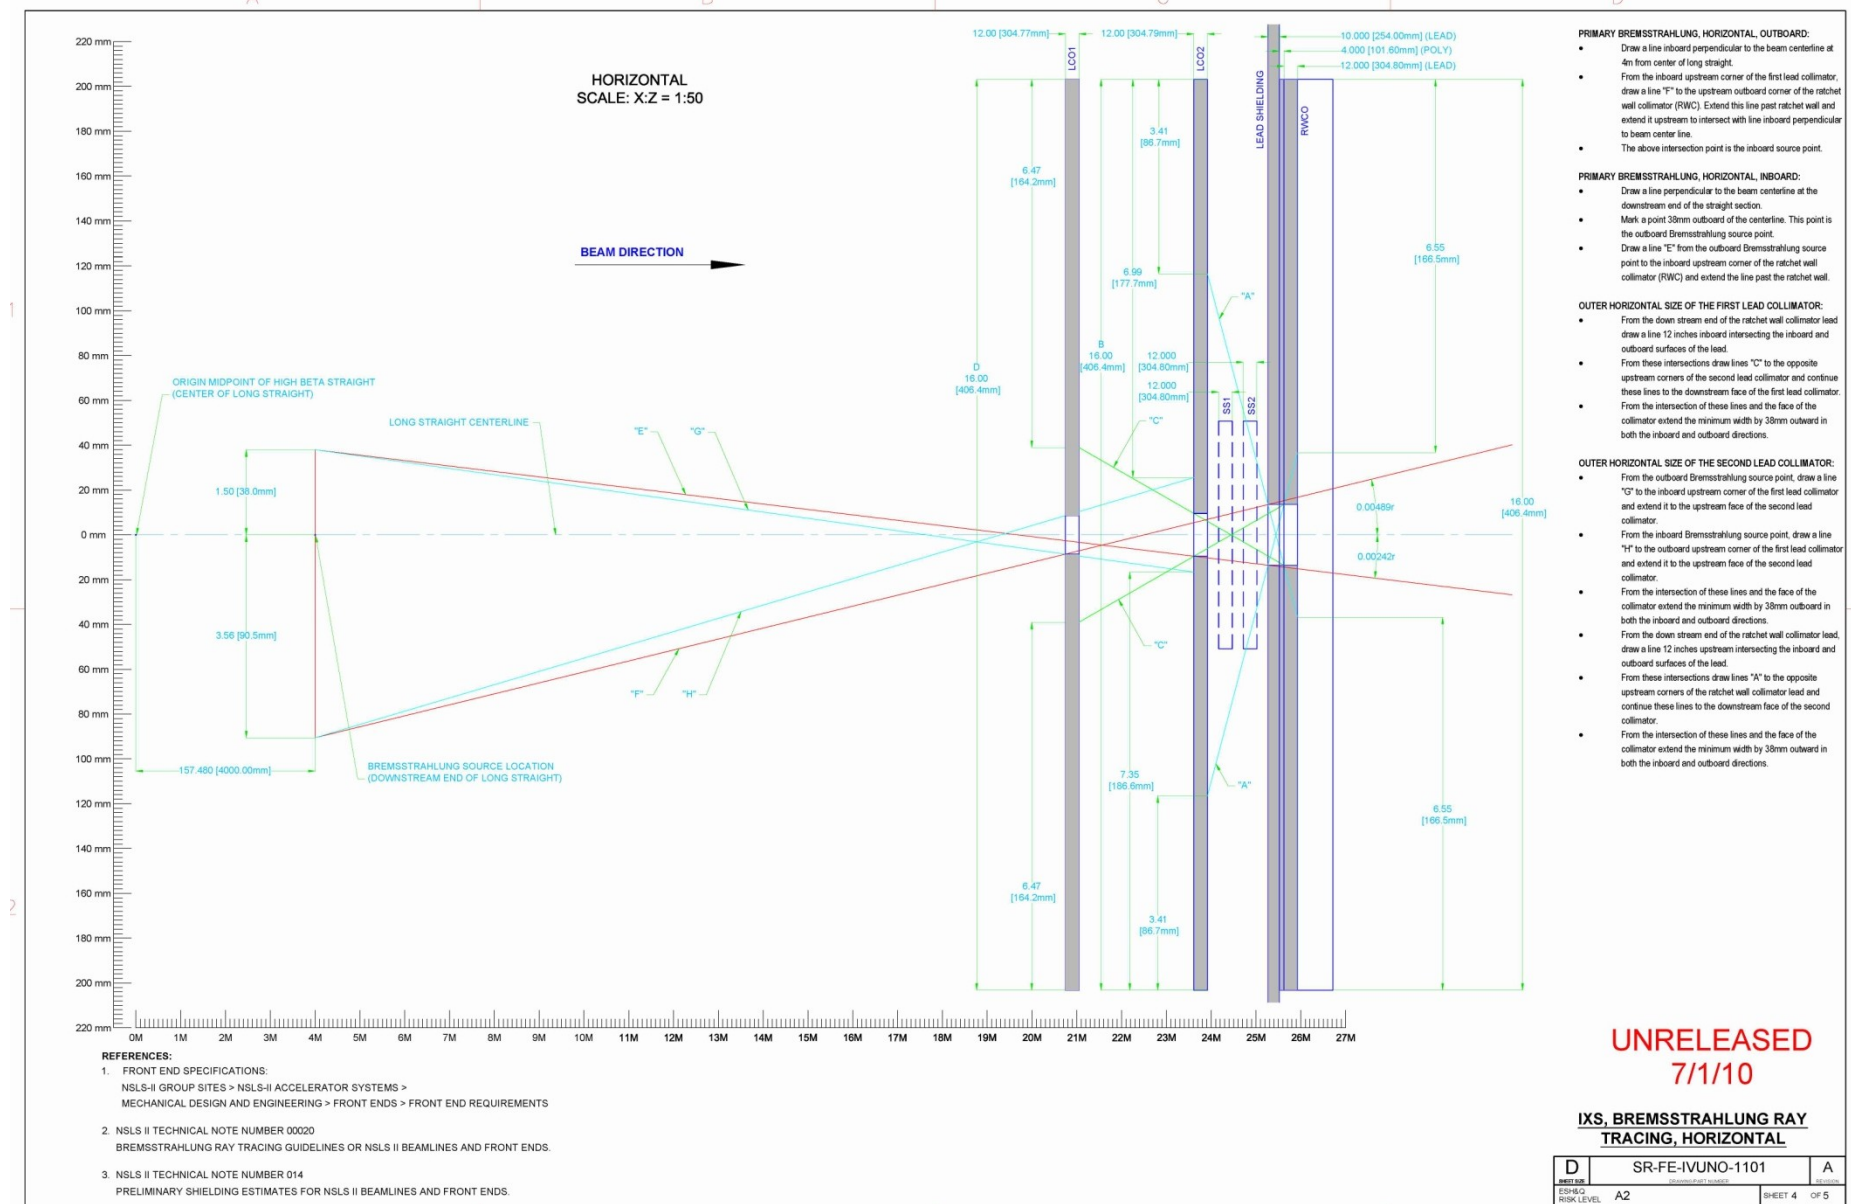 HORIZONTAL
SCALE: X:Z = 1:50
220 mm
200 mm
180 mm
160 mm
140 mm
120 mm
100 mm
80 mm
60 mm
40 mm
20 mm
0 mm
20 mm
40 mm
60 mm
80 mm
100 mm
120 mm
140 mm
160 mm
180 mm
200 mm
220 mm
0M 1M 2M 3M 4M 5M 6M 7M 8M 9M 10M 11M 12M 13M 14M 15M 16M 17M 18M 19M 20M 21M 22M 23M 24M 25M 26M 27M
1
2
BEAM DIRECTION
ORIGIN MIDPOINT OF HIGH BETA STRAIGHT
(CENTER OF LONG STRAIGHT)
LONG STRAIGHT CENTERLINE
"E"
"G"
1.50 [38.0mm]
3.56 [90.5mm]
"F"
"H"
157.480 [4000.00mm]
BREMSSTRAHLUNG SOURCE LOCATION
(DOWNSTREAM END OF LONG STRAIGHT)
12.00 [304.77mm]
LCO1
12.00 [304.79mm]
LCO2
LEAD SHIELDING
RWCO
10.000 [254.00mm] (LEAD)
4.000 [101.60mm] (POLY)
12.000 [304.80mm] (LEAD)
3.41
[86.7mm]
6.47
[164.2mm]
6.99
[177.7mm]
6.55
[166.5mm]
"A"
D
16.00
[406.4mm]
B
16.00
[406.4mm]
12.000
[304.80mm]
12.000
[304.80mm]
SS1
SS2
"C"
0.00489r
16.00
[406.4mm]
0.00242r
"C"
7.35
[186.6mm]
"A"
6.47
[164.2mm]
3.41
[86.7mm]
6.55
[166.5mm]
PRIMARY BREMSSTRAHLUNG, HORIZONTAL, OUTBOARD:
• Draw a line inboard perpendicular to the beam centerline at
4m from center of long straight.
• From the inboard upstream corner of the first lead collimator,
draw a line "F" to the upstream outboard corner of the ratchet
wall collimator (RWC). Extend this line past ratchet wall and
extend it upstream to intersect with line inboard perpendicular
to beam center line.
• The above intersection point is the inboard source point.
PRIMARY BREMSSTRAHLUNG, HORIZONTAL, INBOARD:
• Draw a line perpendicular to the beam centerline at the
downstream end of the straight section.
• Mark a point 38mm outboard of the centerline. This point is
the outboard Bremsstrahlung source point.
• Draw a line "E" from the outboard Bremsstrahlung source
point to the inboard upstream corner of the ratchet wall
collimator (RWC) and extend the line past the ratchet wall.
OUTER HORIZONTAL SIZE OF THE FIRST LEAD COLLIMATOR:
• From the down stream end of the ratchet wall collimator lead
draw a line 12 inches inboard intersecting the inboard and
outboard surfaces of the lead.
• From these intersections draw lines "C" to the opposite
upstream corners of the second lead collimator and continue
these lines to the downstream face of the first lead collimator.
• From the intersection of these lines and the face of the
collimator extend the minimum width by 38mm outward in
both the inboard and outboard directions.
OUTER HORIZONTAL SIZE OF THE SECOND LEAD COLLIMATOR:
• From the outboard Bremsstrahlung source point, draw a line
"G" to the inboard upstream corner of the first lead collimator
and extend it to the upstream face of the second lead
collimator.
• From the inboard Bremsstrahlung source point, draw a line
"H" to the outboard upstream corner of the first lead collimator
and extend it to the upstream face of the second lead
collimator.
• From the intersection of these lines and the face of the
collimator extend the minimum width by 38mm outboard in
both the inboard and outboard directions.
• From the down stream end of the ratchet wall collimator lead,
draw a line 12 inches upstream intersecting the inboard and
outboard surfaces of the lead.
• From these intersections draw lines "A" to the opposite
upstream corners of the ratchet wall collimator lead and
continue these lines to the downstream face of the second
collimator.
• From the intersection of these lines and the face of the
collimator extend the minimum width by 38mm outward in
both the inboard and outboard directions.
REFERENCES:
1. FRONT END SPECIFICATIONS:
NSLS-II GROUP SITES > NSLS-II ACCELERATOR SYSTEMS >
MECHANICAL DESIGN AND ENGINEERING > FRONT ENDS > FRONT END REQUIREMENTS
2. NSLS II TECHNICAL NOTE NUMBER 00020
BREMSSTRAHLUNG RAY TRACING GUIDELINES OR NSLS II BEAMLINES AND FRONT ENDS.
3. NSLS II TECHNICAL NOTE NUMBER 014
PRELIMINARY SHIELDING ESTIMATES FOR NSLS II BEAMLINES AND FRONT ENDS.
UNRELEASED
7/1/10
IXS, BREMSSTRAHLUNG RAY
TRACING, HORIZONTAL
D SR-FE-IVUNO-1101 A
SHEET SIZE DRAWING/PART NUMBER REVISION
ESH&Q
RISK LEVEL A2 SHEET 4 OF 5